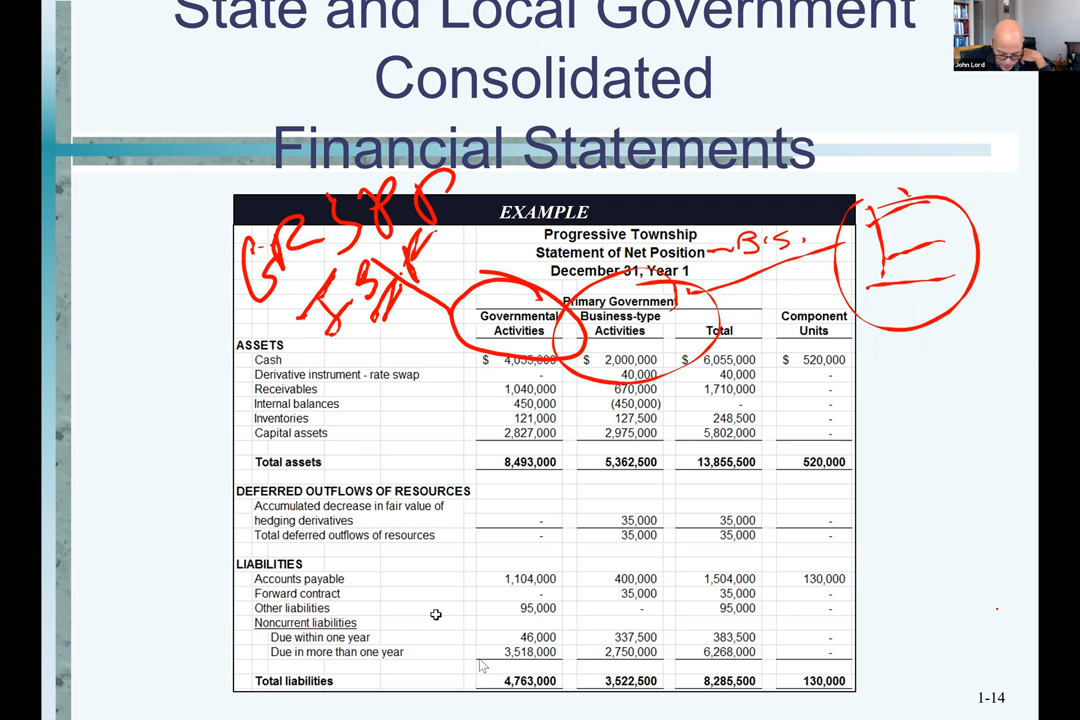 State and Local Government
Consolidated
Financial Statements
John Lord
EXAMPLE
Progressive Township
Statement of Net Position B.S.
December 31, Year 1
E
Primary Government
Governmental Business-type Component
Activities Activities Total Units
ASSETS
Cash $ 4,055,000 $ 2,000,000 $ 6,055,000 $ 520,000
Derivative instrument - rate swap - 40,000 40,000 -
Receivables 1,040,000 670,000 1,710,000 -
Internal balances 450,000 (450,000) - -
Inventories 121,000 127,500 248,500 -
Capital assets 2,827,000 2,975,000 5,802,000 -
Total assets 8,493,000 5,362,500 13,855,500 520,000
DEFERRED OUTFLOWS OF RESOURCES
Accumulated decrease in fair value of
hedging derivatives - 35,000 35,000 -
Total deferred outflows of resources - 35,000 35,000 -
LIABILITIES
Accounts payable 1,104,000 400,000 1,504,000 130,000
Forward contract - 35,000 35,000 -
Other liabilities 95,000 - 95,000 -
Noncurrent liabilities
Due within one year 46,000 337,500 383,500 -
Due in more than one year 3,518,000 2,750,000 6,268,000 -
Total liabilities 4,763,000 3,522,500 8,285,500 130,000
1-14